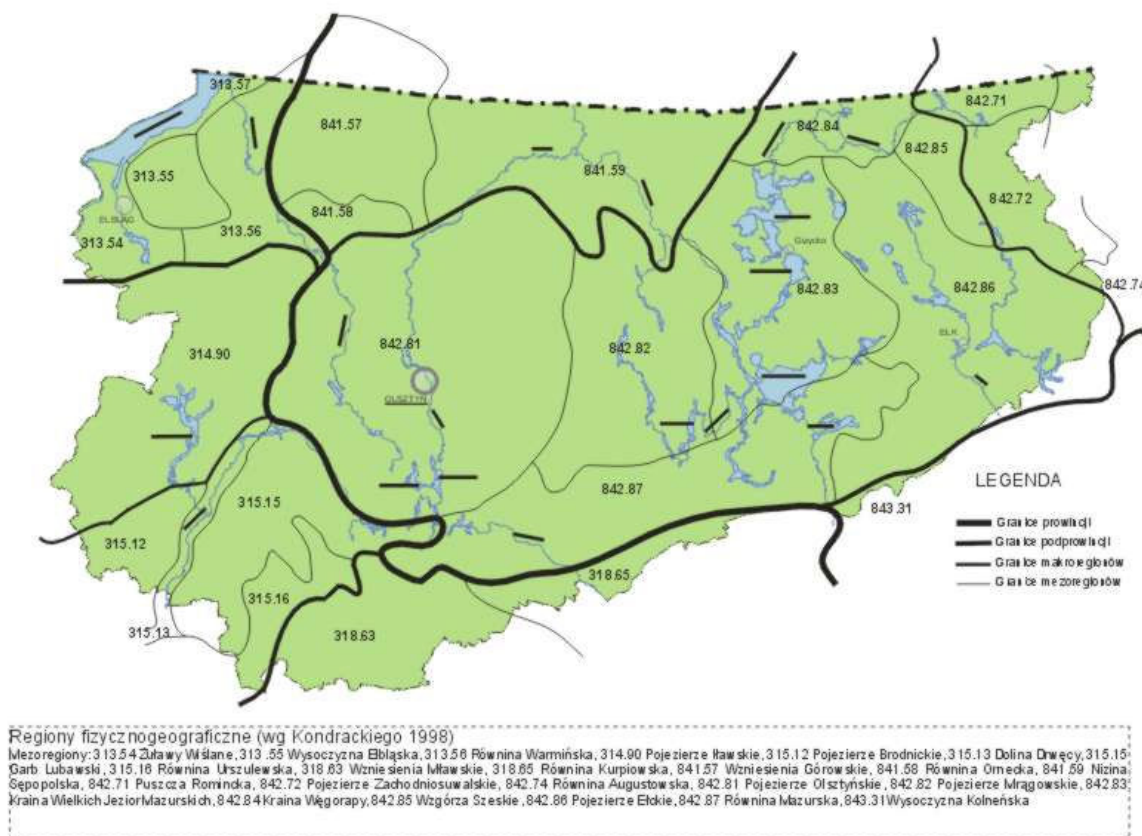 313.57
842.71
841.57
842.84
842.85
313.55
841.59
842.72
ELBLĄG
841.58
313.56
313.54
Giżycko
842.74
842.83
842.86
EŁK
314.90
842.81
842.82
OLSZTYN
LEGENDA
842.87
315.15
843.31
Granice prowincji
Granice podprowincji
315.12
Granice makroregionów
318.65
Granice mezoregionów
315.16
315.13
318.63
Regiony fizycznogeograficzne (wg Kondrackiego 1998)
Mezoregiony: 313.54 Żuławy Wiślane, 313 .55 Wysoczyzna Elbląska, 313.56 Równina Warmińska, 314.90 Pojezierze Iławskie, 315.12 Pojezierze Brodnickie, 315.13 Dolina Drwęcy, 315.15
Garb Lubawski, 315.16 Równina Urszulewska, 318.63 Wzniesienia Mławskie, 318.65 Równina Kurpiowska, 841.57 Wzniesienia Górowskie, 841.58 Równina Ornecka, 841.59 Nizina
Sępopolska, 842.71 Puszcza Romincka, 842.72 Pojezierze Zachodniosuwalskie, 842.74 Równina Augustowska, 842.81 Pojezierze Olsztyńskie, 842.82 Pojezierze Mrągowskie, 842.83
Kraina Wielkich Jezior Mazurskich, 842.84 Kraina Węgorapy, 842.85 Wzgórza Szeskie, 842.86 Pojezierze Ełckie, 842.87 Równina Mazurska, 843.31 Wysoczyzna Kolneńska